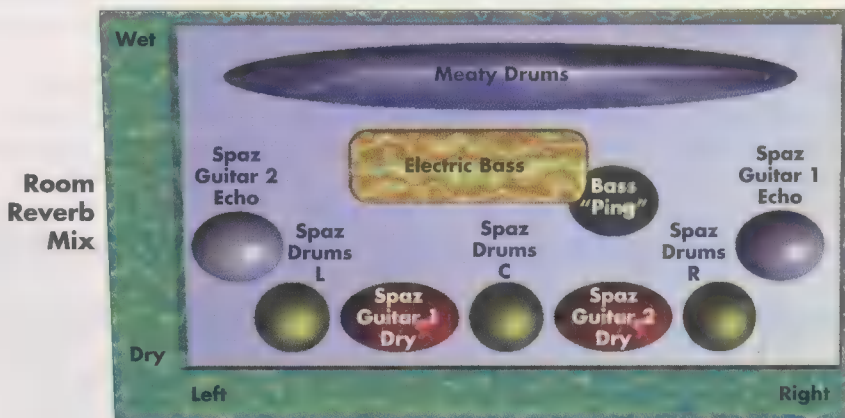 Wet
Meaty Drums
Electric Bass
Bass
"Ping"
Spaz
Guitar 2
Echo
Spaz
Guitar 1
Echo
Room
Reverb
Mix
Spaz
Drums
L
Spaz
Drums
C
Spaz
Drums
R
Spaz
Guitar 1
Dry
Spaz
Guitar 2
Dry
Dry
Left
Right